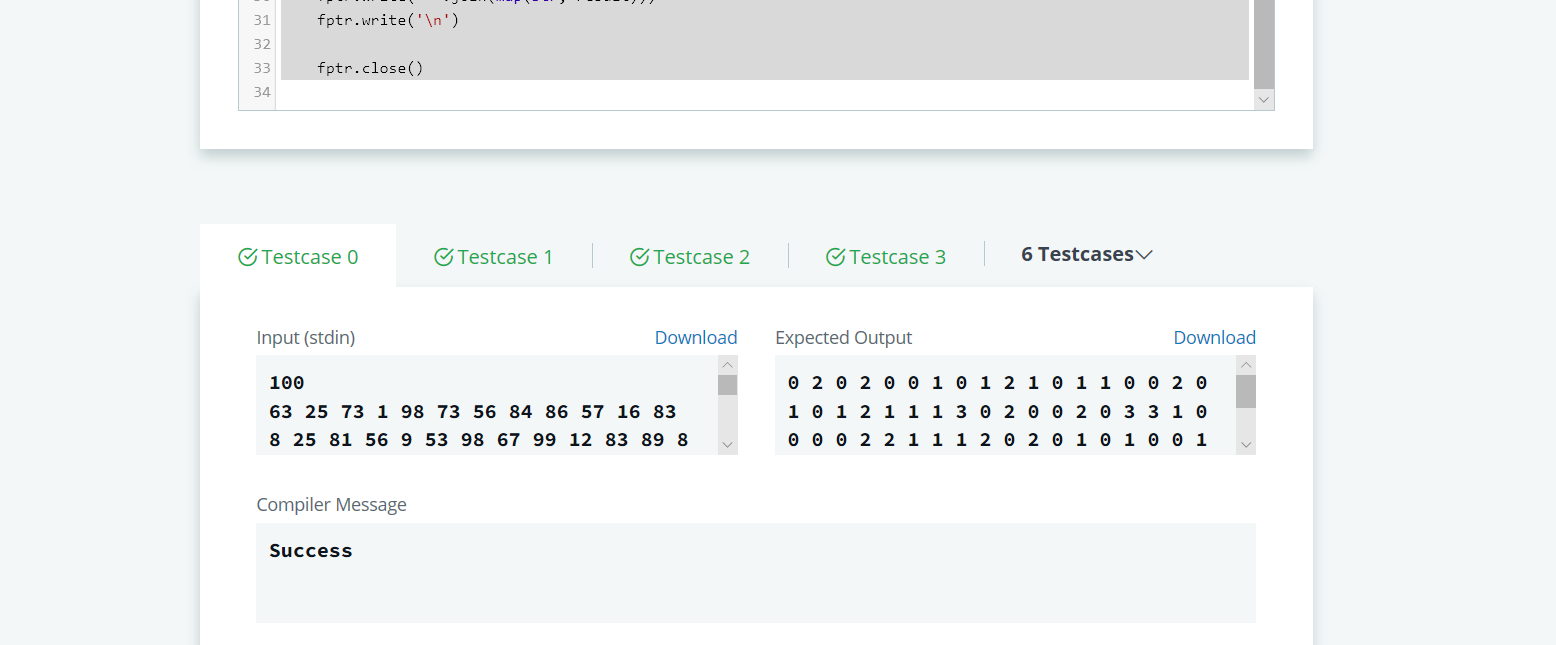 31 fptr.write('\n')
32
33 fptr.close()
34
Testcase 0 Testcase 1 Testcase 2 Testcase 3 6 Testcases
Input (stdin) Download Expected Output Download
100
63 25 73 1 98 73 56 84 86 57 16 83
8 25 81 56 9 53 98 67 99 12 83 89 8
0 2 0 2 0 0 1 0 1 2 1 0 1 1 0 0 2 0
1 0 1 2 1 1 1 3 0 2 0 0 2 0 3 3 1 0
0 0 0 2 2 1 1 1 2 0 2 0 1 0 1 0 0 1
Compiler Message
Success